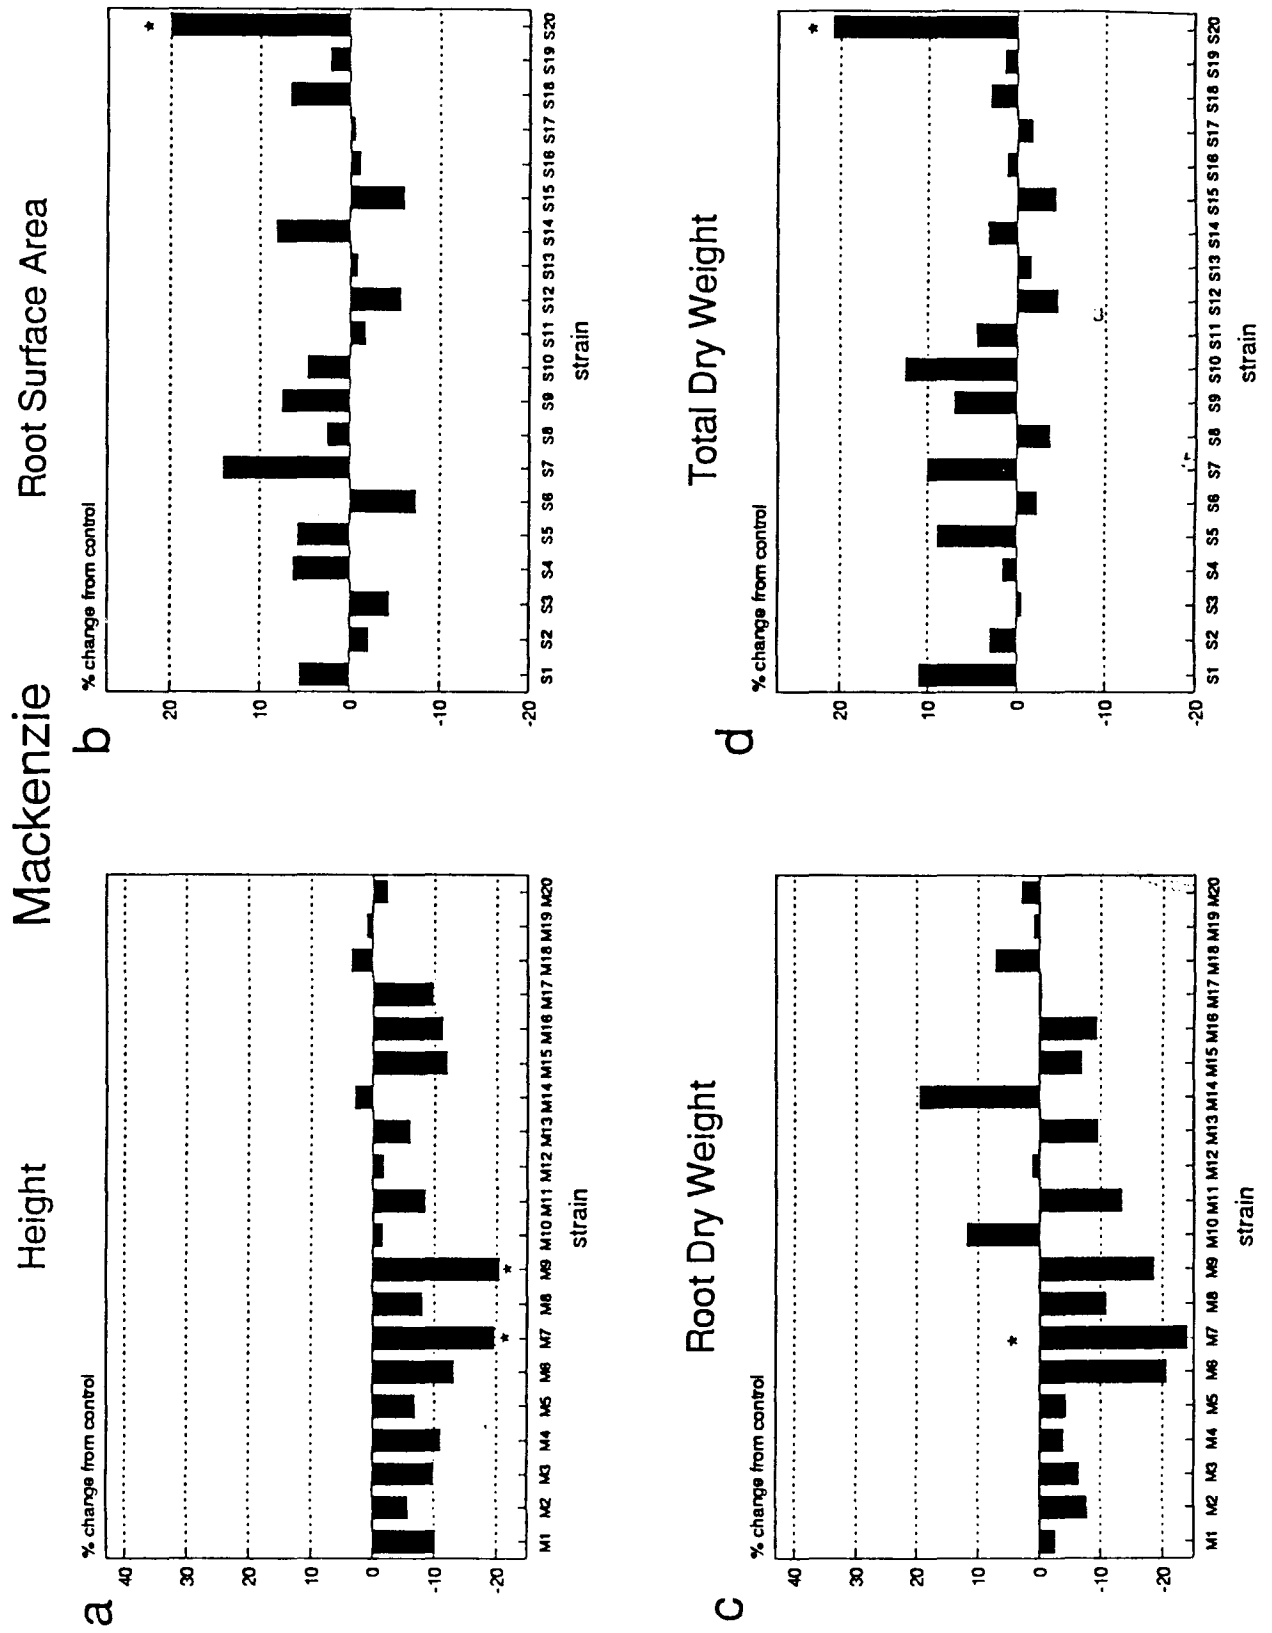 Mackenzie
a
Height
% change from control
40
30
20
10
0
-10
-20
M1 M2 M3 M4 M5 M6 M7 M8 M9 M10 M11 M12 M13 M14 M15 M16 M17 M18 M19 M20
strain
* *
b
Root Surface Area
% change from control
20
10
0
-10
-20
S1 S2 S3 S4 S5 S6 S7 S8 S9 S10 S11 S12 S13 S14 S15 S16 S17 S18 S19 S20
strain
*
c
Root Dry Weight
% change from control
40
30
20
10
0
-10
-20
M1 M2 M3 M4 M5 M6 M7 M8 M9 M10 M11 M12 M13 M14 M15 M16 M17 M18 M19 M20
strain
*
d
Total Dry Weight
% change from control
20
10
0
-10
-20
S1 S2 S3 S4 S5 S6 S7 S8 S9 S10 S11 S12 S13 S14 S15 S16 S17 S18 S19 S20
strain
*